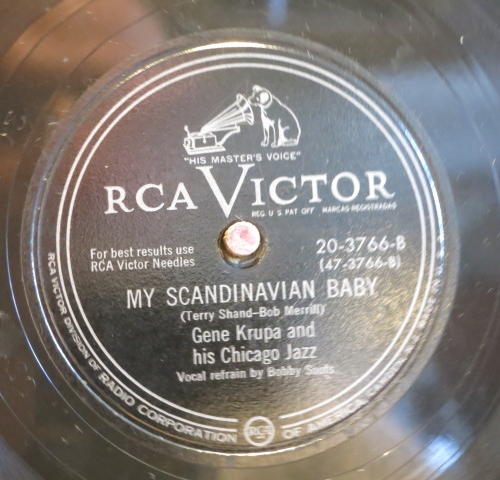 "HIS MASTER'S VOICE"
RCA VICTOR
REG. U.S. PAT. OFF. MARCAS REGISTRADAS
For best results use
RCA Victor Needles
20-3766-B
(47-3766-B)
MY SCANDINAVIAN BABY
(Terry Shand-Bob Merrill)
Gene Krupa and
his Chicago Jazz
Vocal refrain by Bobby Soots
RCA VICTOR DIVISION OF RADIO CORPORATION OF AMERICA, CAMDEN, N.J.
RCA